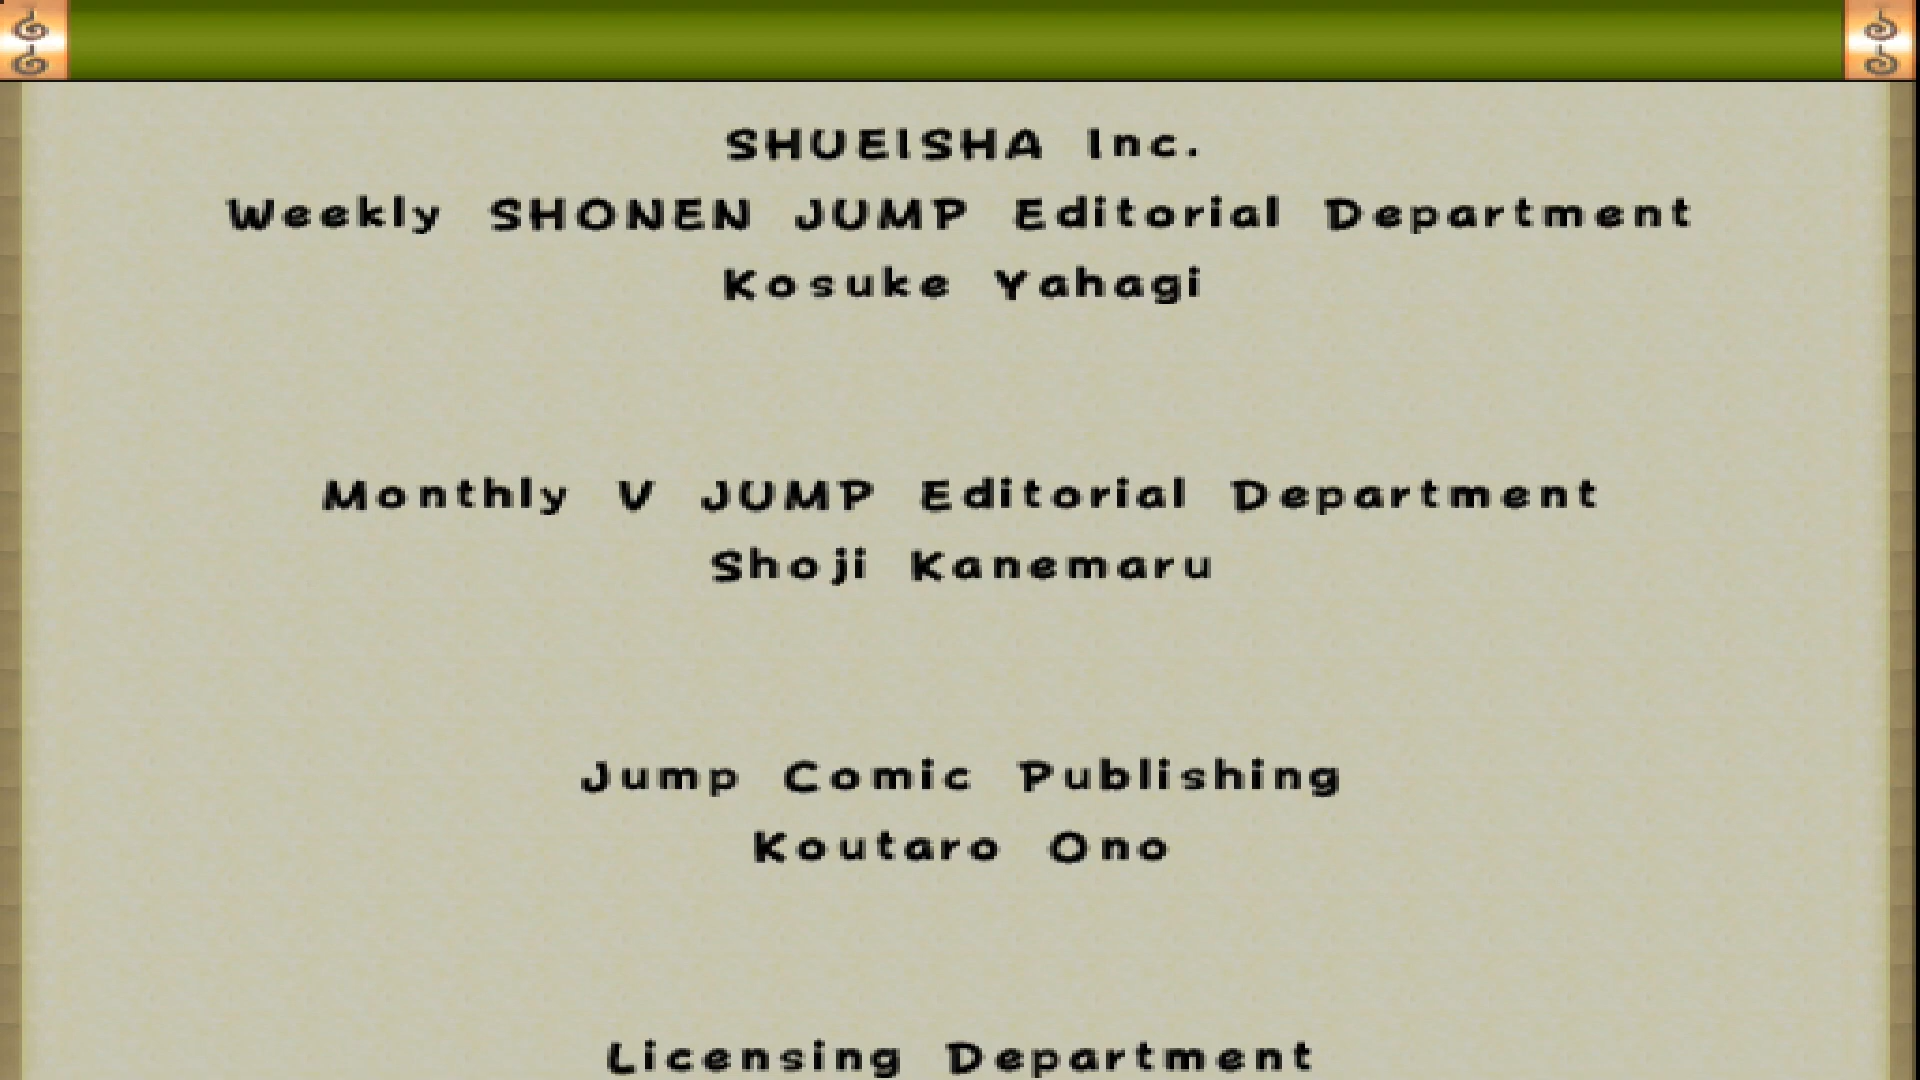 SHUEISHA Inc.
Weekly SHONEN JUMP Editorial Department
Kosuke Yahagi
Monthly V JUMP Editorial Department
Shoji Kanemaru
Jump Comic Publishing
Koutaro Ono
Licensing Department